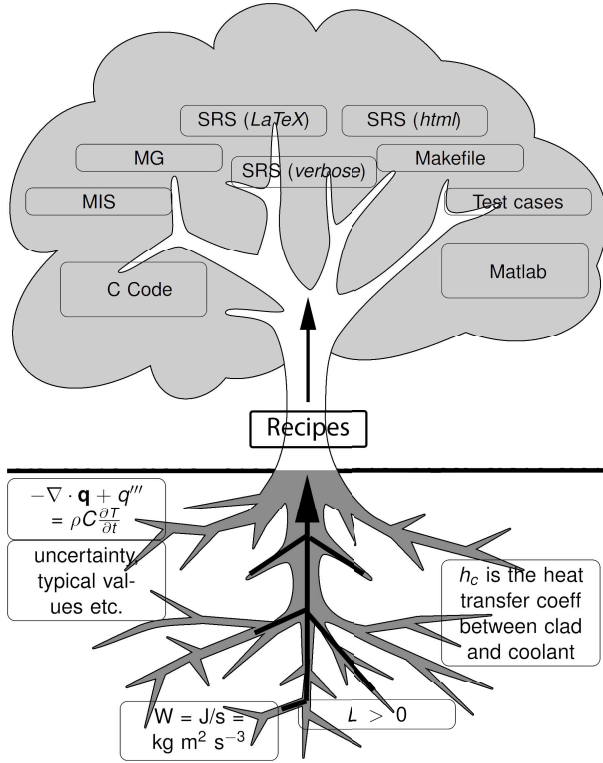 SRS (LaTeX)
SRS (html)
MG
SRS (verbose)
Makefile
MIS
Test cases
C Code
Matlab
Recipes
−∇ · q + q′′′
= ρC ∂T/∂t
uncertainty,
typical val-
ues etc.
h_c is the heat
transfer coeff
between clad
and coolant
W = J/s =
kg m² s⁻³
L > 0